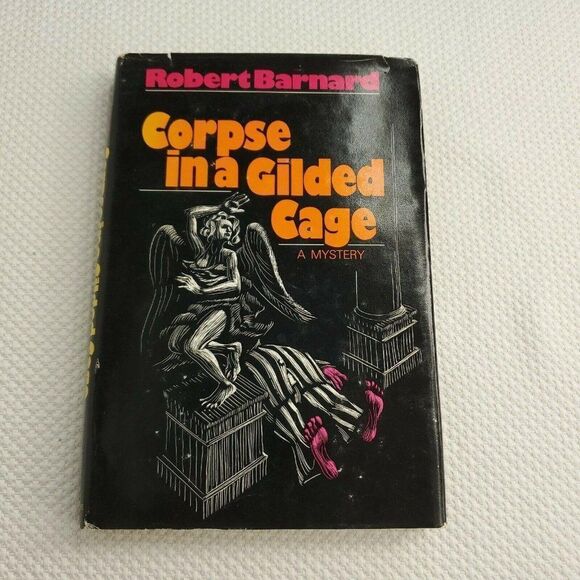 Robert Barnard
Corpse
in a Gilded
Cage
A MYSTERY